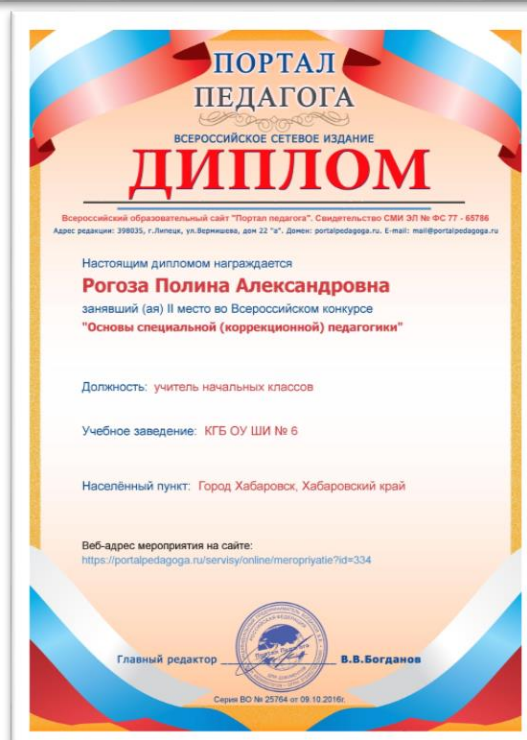 ПОРТАЛ
ПЕДАГОГА
ВСЕРОССИЙСКОЕ СЕТЕВОЕ ИЗДАНИЕ
ДИПЛОМ
Всероссийский образовательный сайт "Портал педагога". Свидетельство СМИ ЭЛ № ФС 77 - 65786
Адрес редакции: 398035, г.Липецк, ул.Вермишева, дом 22 "а". Домен: portalpedagoga.ru. E-mail: mail@portalpedagoga.ru
Настоящим дипломом награждается
Рогоза Полина Александровна
занявший (ая) II место во Всероссийском конкурсе
"Основы специальной (коррекционной) педагогики"
Должность: учитель начальных классов
Учебное заведение: КГБ ОУ ШИ № 6
Населённый пункт: Город Хабаровск, Хабаровский край
Веб-адрес мероприятия на сайте:
https://portalpedagoga.ru/servisy/online/meropriyatie?id=334
Портал Педагога
Главный редактор В.В.Богданов
Серия ВО № 25764 от 09.10.2016г.